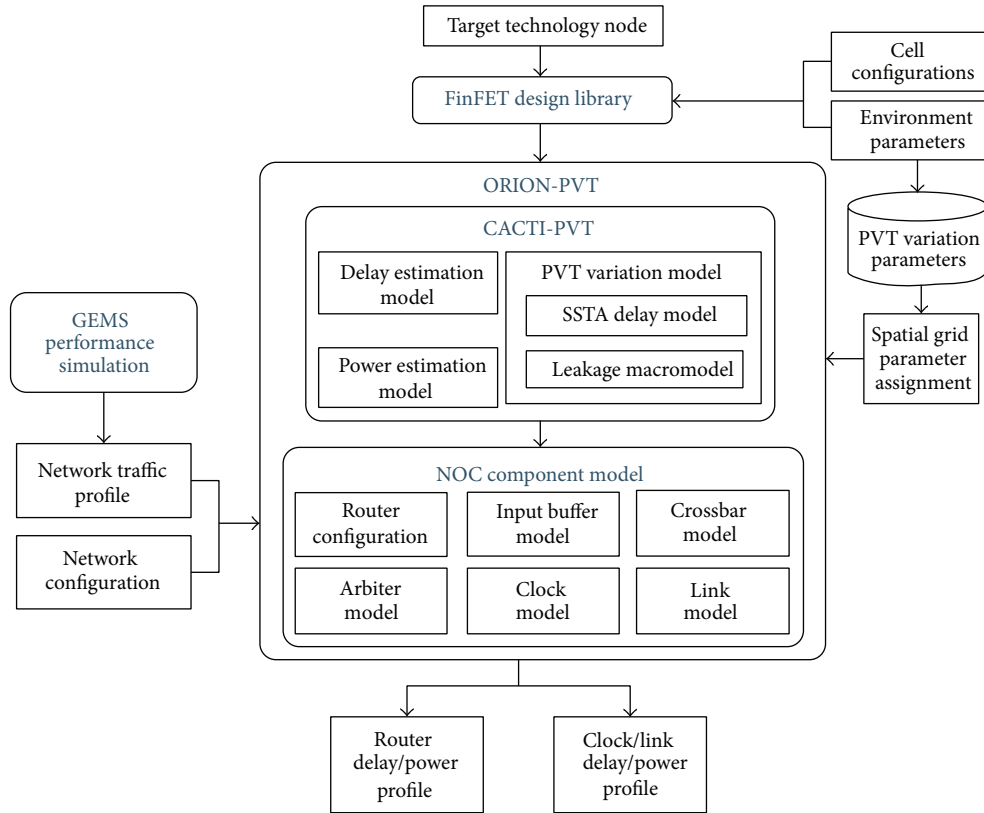 Target technology node
FinFET design library
Cell
configurations
Environment
parameters
PVT variation
parameters
Spatial grid
parameter
assignment
ORION-PVT
CACTI-PVT
Delay estimation
model
Power estimation
model
PVT variation model
SSTA delay model
Leakage macromodel
GEMS
performance
simulation
Network traffic
profile
Network
configuration
NOC component model
Router
configuration
Input buffer
model
Crossbar
model
Arbiter
model
Clock
model
Link
model
Router
delay/power
profile
Clock/link
delay/power
profile